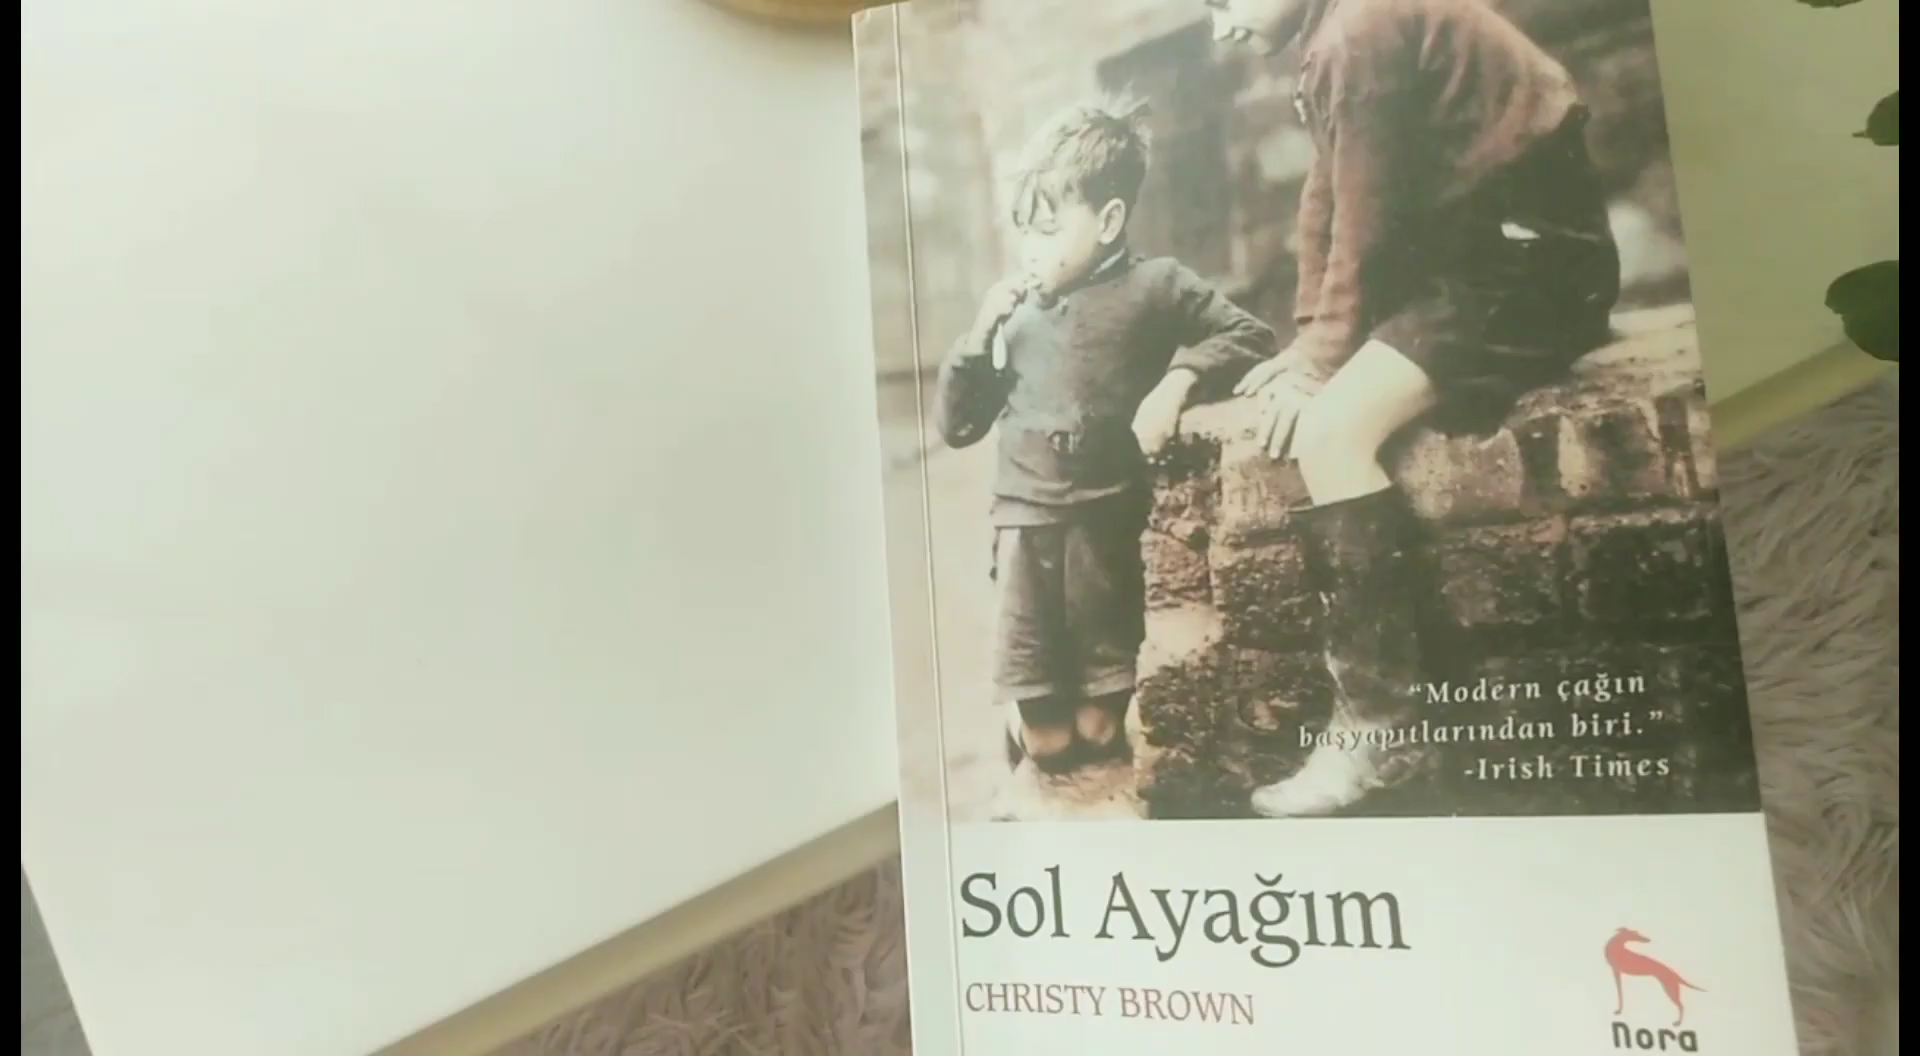 “Modern çağın
başyapıtlarından biri.”
-Irish Times
Sol Ayağım
CHRISTY BROWN
nora